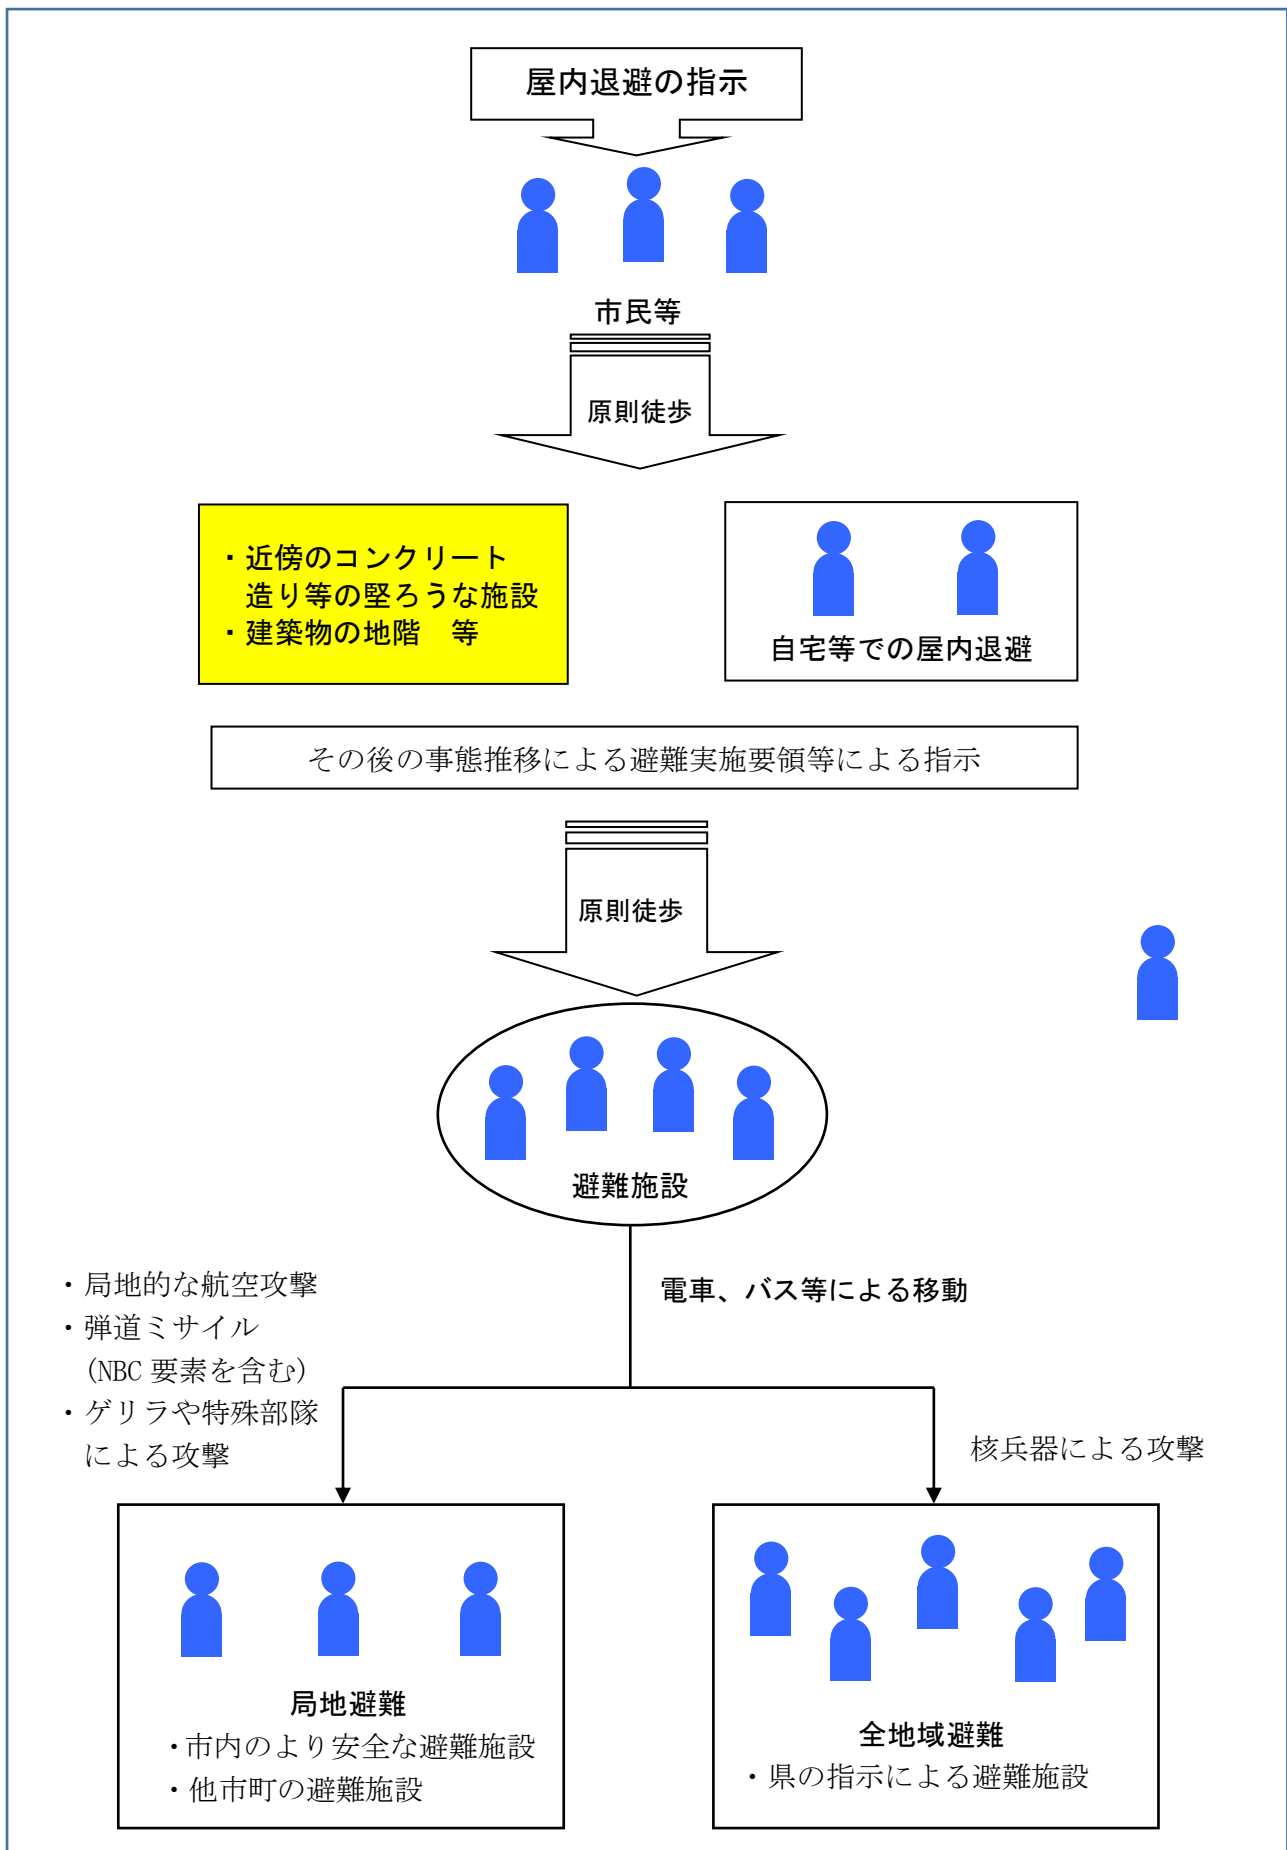 屋内退避の指示
市民等
原則徒歩
・近傍のコンクリート
造り等の堅ろうな施設
・建築物の地階　等
自宅等での屋内退避
その後の事態推移による避難実施要領等による指示
原則徒歩
避難施設
・局地的な航空攻撃
・弾道ミサイル
(NBC 要素を含む)
・ゲリラや特殊部隊
による攻撃
電車、バス等による移動
核兵器による攻撃
局地避難
・市内のより安全な避難施設
・他市町の避難施設
全地域避難
・県の指示による避難施設